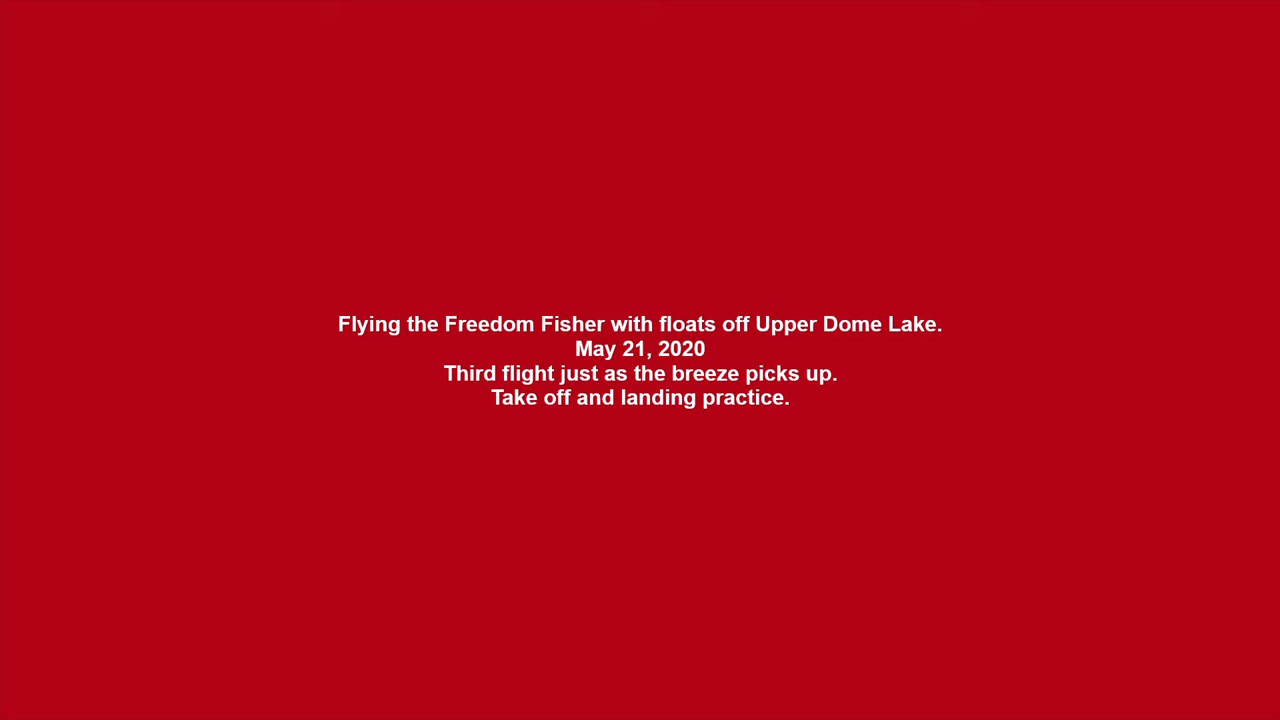 Flying the Freedom Fisher with floats off Upper Dome Lake.
May 21, 2020
Third flight just as the breeze picks up.
Take off and landing practice.